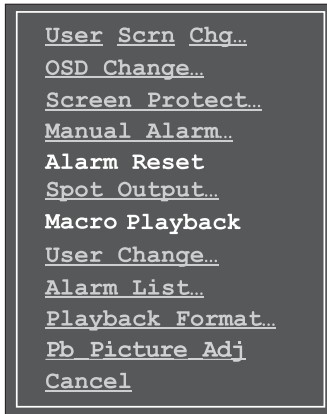 User Scrn Chg…
OSD Change…
Screen Protect…
Manual Alarm…
Alarm Reset
Spot Output…
Macro Playback
User Change…
Alarm List…
Playback Format…
Pb Picture Adj
Cancel